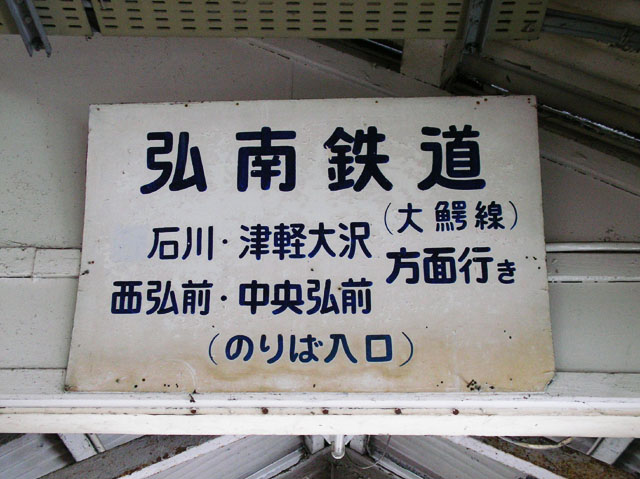 弘南鉄道
(大鰐線)
石川・津軽大沢
西弘前・中央弘前
方面行き
(のりば入口)